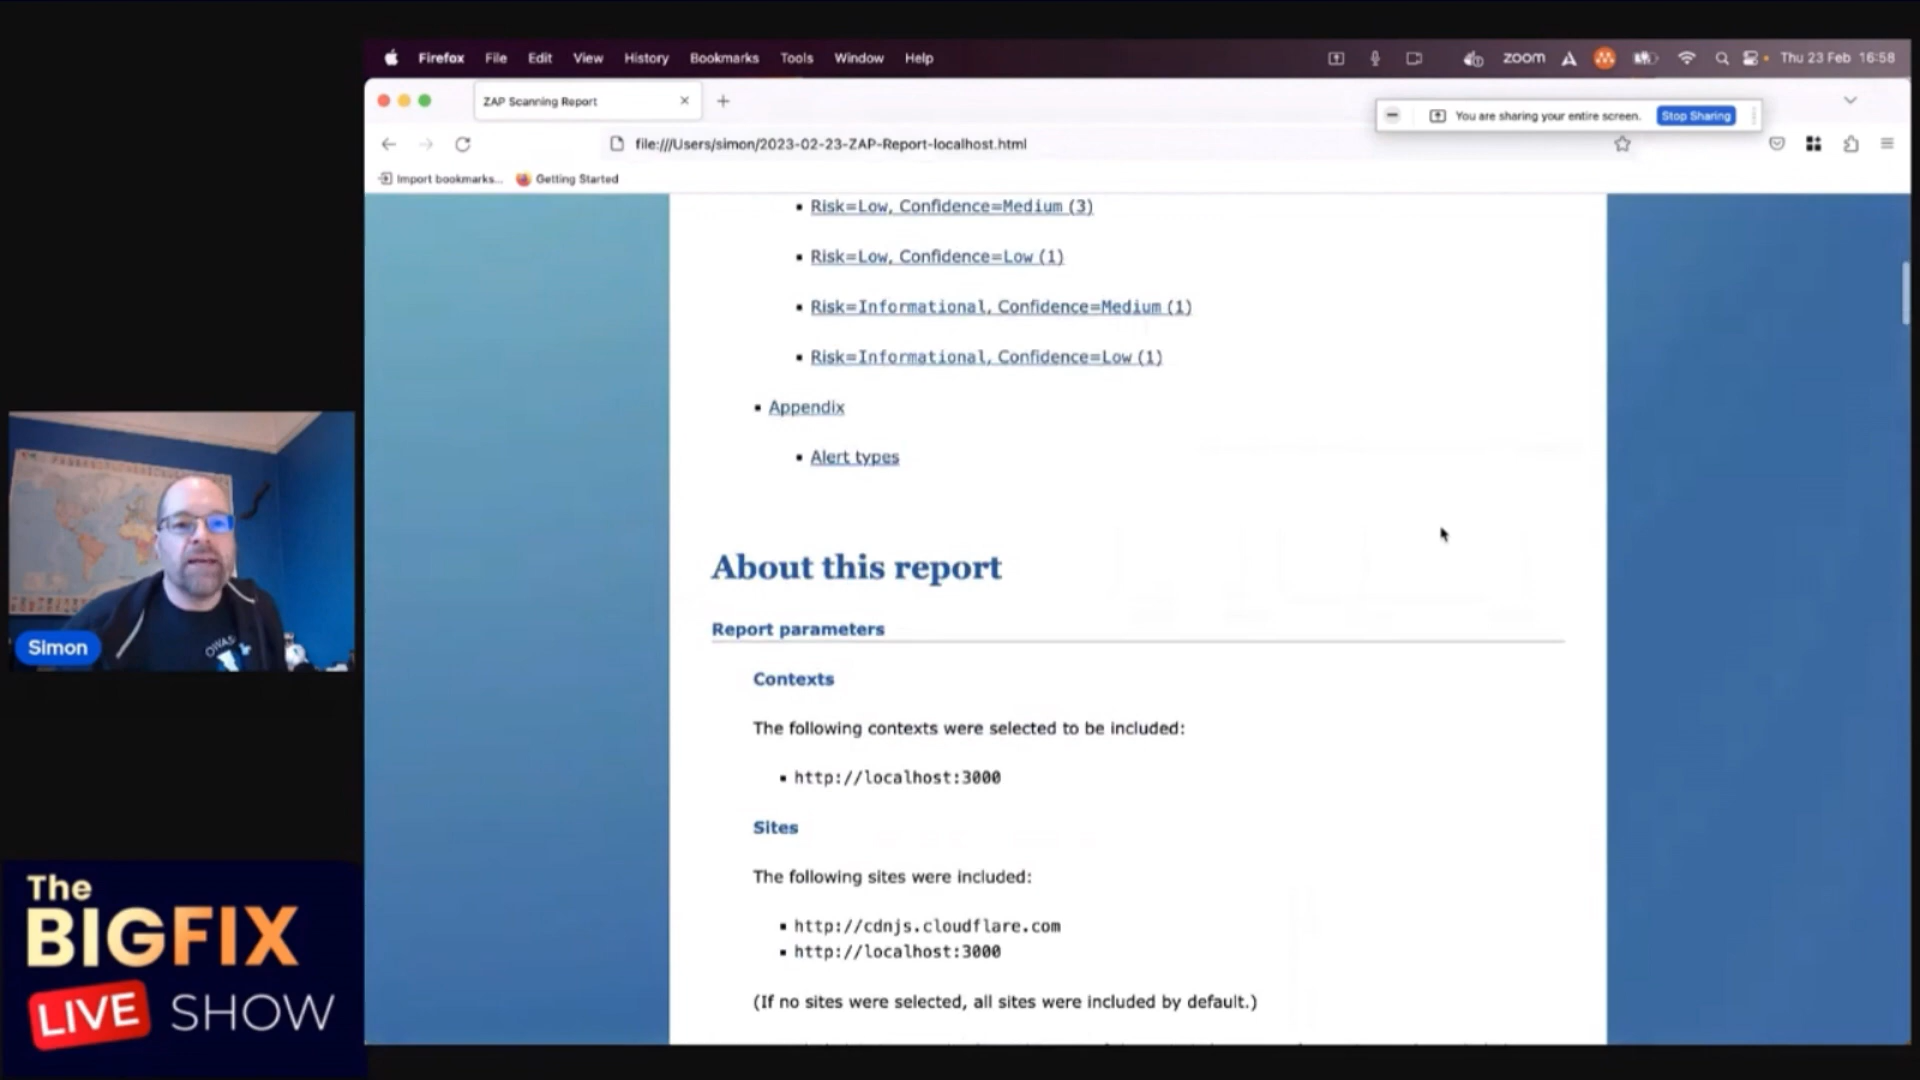 Firefox File Edit View History Bookmarks Tools Window Help
zoom
Thu 23 Feb 16:58
ZAP Scanning Report
You are sharing your entire screen. Stop Sharing
file:///Users/simon/2023-02-23-ZAP-Report-localhost.html
Import bookmarks... Getting Started
Risk=Low, Confidence=Medium (3)
Risk=Low, Confidence=Low (1)
Risk=Informational, Confidence=Medium (1)
Risk=Informational, Confidence=Low (1)
Appendix
Alert types
About this report
Report parameters
Contexts
The following contexts were selected to be included:
http://localhost:3000
Sites
The following sites were included:
http://cdnjs.cloudflare.com
http://localhost:3000
(If no sites were selected, all sites were included by default.)
Simon
The
BIGFIX
LIVE SHOW